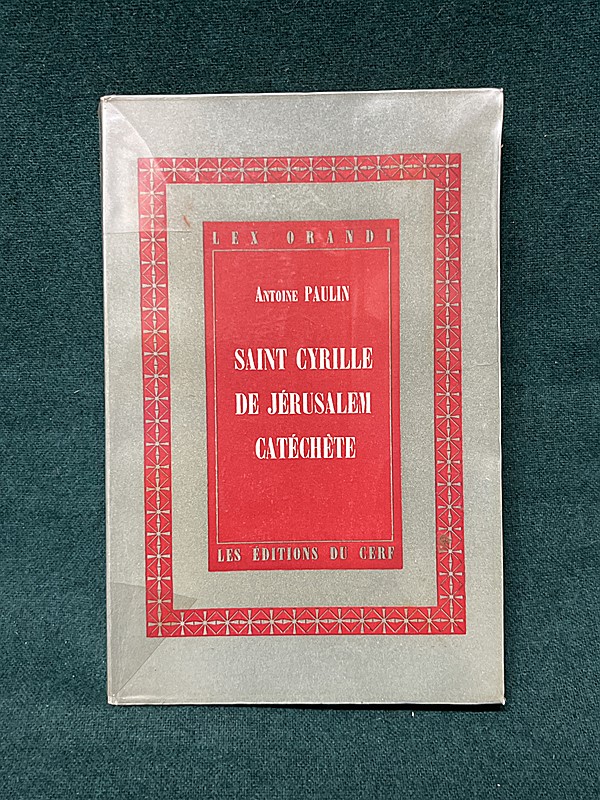 LEX ORANDI
ANTOINE PAULIN
SAINT CYRILLE
DE JÉRUSALEM
CATÉCHÈTE
LES ÉDITIONS DU CERF